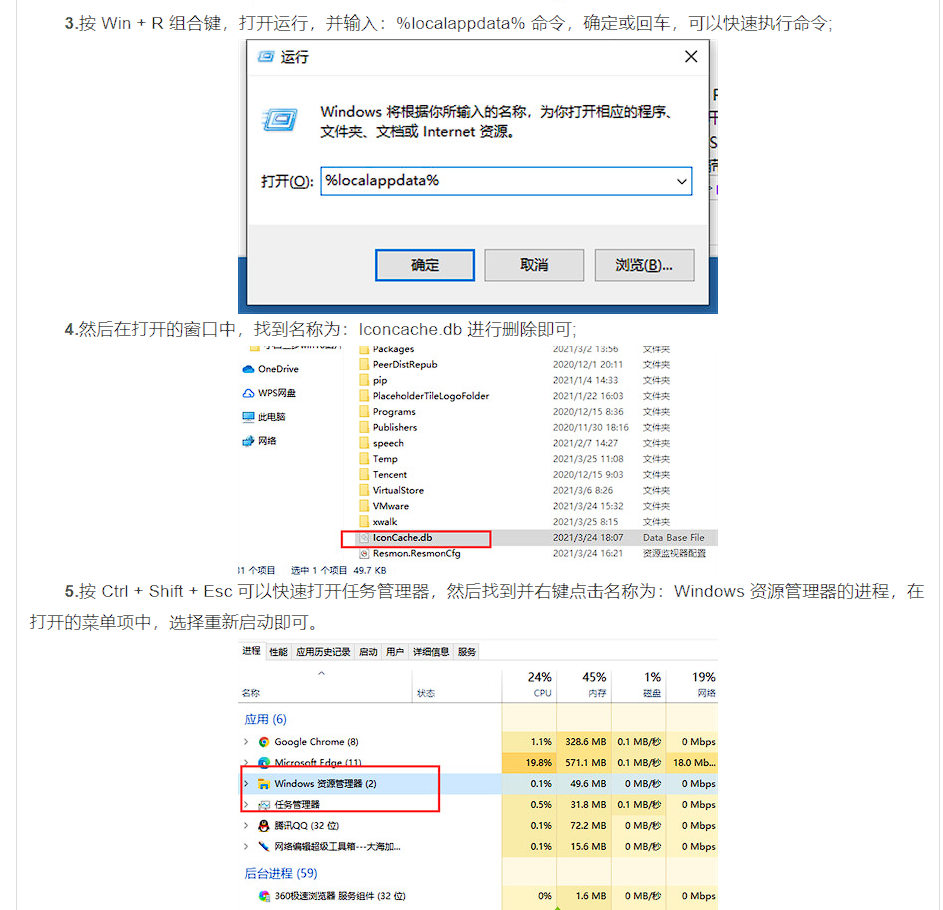 3.按 Win + R 组合键，打开运行，并输入：%localappdata% 命令，确定或回车，可以快速执行命令;
运行
Windows 将根据你所输入的名称，为你打开相应的程序、
文件夹、文档或 Internet 资源。
打开(O): %localappdata%
确定 取消 浏览(B)...
4.然后在打开的窗口中，找到名称为：Iconcache.db 进行删除即可;
Packages 2021/3/2 13:56 文件夹
OneDrive PeerDistRepub 2020/12/1 20:11 文件夹
pip 2021/1/4 14:33 文件夹
WPS网盘 PlaceholderTileLogoFolder 2021/1/22 16:03 文件夹
Programs 2020/12/15 8:36 文件夹
此电脑 Publishers 2020/11/30 18:16 文件夹
网络 speech 2021/2/7 14:27 文件夹
Temp 2021/3/25 11:08 文件夹
Tencent 2020/12/15 9:03 文件夹
VirtualStore 2021/3/6 8:26 文件夹
VMware 2021/3/24 15:32 文件夹
xwalk 2021/3/25 8:15 文件夹
IconCache.db 2021/3/24 18:07 Data Base File
Resmon.ResmonCfg 2021/3/24 16:21 资源监视器配置
31 个项目 选中 1 个项目 49.7 KB
5.按 Ctrl + Shift + Esc 可以快速打开任务管理器，然后找到并右键点击名称为：Windows 资源管理器的进程，在
打开的菜单项中，选择重新启动即可。
进程 性能 应用历史记录 启动 用户 详细信息 服务
24% 45% 1% 19%
名称 状态 CPU 内存 磁盘 网络
应用 (6)
Google Chrome (8) 1.1% 328.6 MB 0.1 MB/秒 0 Mbps
Microsoft Edge (11) 19.8% 571.1 MB 0.1 MB/秒 18.0 Mb...
Windows 资源管理器 (2) 0.1% 49.6 MB 0 MB/秒 0 Mbps
任务管理器 0.5% 31.8 MB 0.1 MB/秒 0 Mbps
腾讯QQ (32 位) 0.1% 72.2 MB 0 MB/秒 0 Mbps
网络编辑超级工具箱---大海加... 0.1% 15.6 MB 0 MB/秒 0 Mbps
后台进程 (59)
360极速浏览器 服务组件 (32 位) 0% 1.6 MB 0 MB/秒 0 Mbps